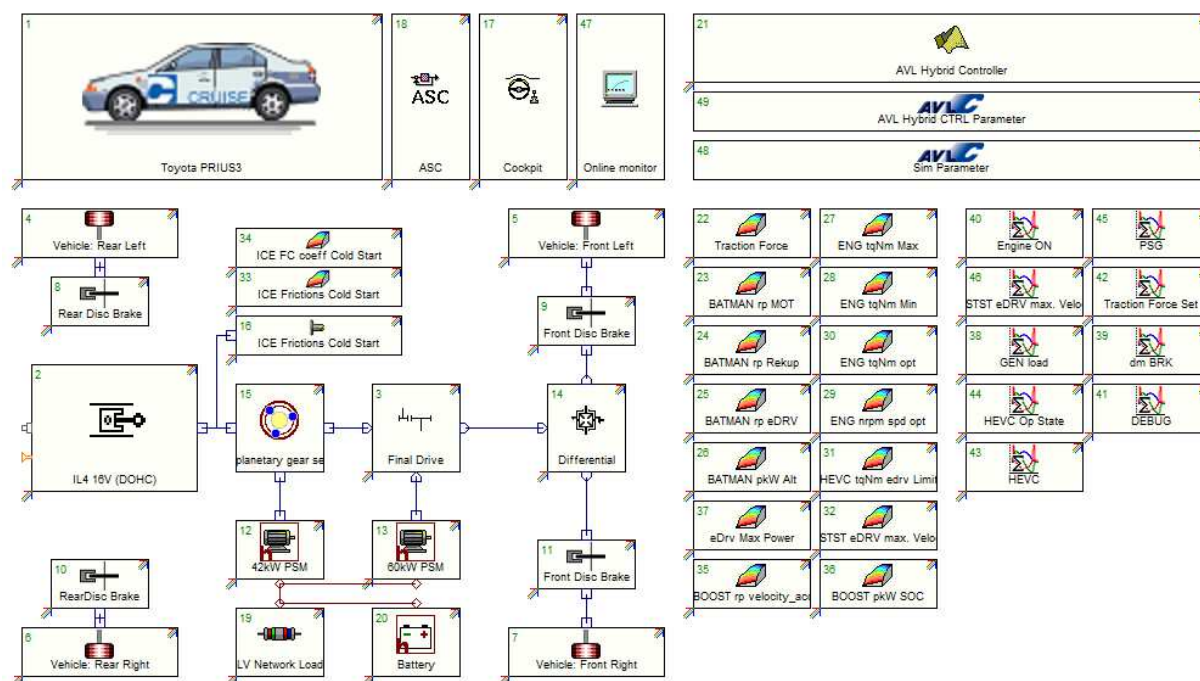 1
CRUISE
Toyota PRIUS3
18
ASC
ASC
17
Cockpit
47
Online monitor
21
AVL Hybrid Controller
49
AVL
AVL Hybrid CTRL Parameter
48
AVL
Sim Parameter
4
Vehicle: Rear Left
8
Rear Disc Brake
34
ICE FC coeff Cold Start
33
ICE Frictions Cold Start
16
ICE Frictions Cold Start
5
Vehicle: Front Left
9
Front Disc Brake
2
IL4 16V (DOHC)
15
planetary gear se
3
Final Drive
14
Differential
12
42kW PSM
13
60kW PSM
11
Front Disc Brake
10
RearDisc Brake
6
Vehicle: Rear Right
19
LV Network Load
20
Battery
7
Vehicle: Front Right
22
Traction Force
27
ENG tqNm Max
23
BATMAN rp MOT
28
ENG tqNm Min
24
BATMAN rp Rekup
30
ENG tqNm opt
25
BATMAN rp eDRV
29
ENG nrpm spd opt
26
BATMAN pkW Alt
31
HEVC tqNm edrv Limit
37
eDrv Max Power
32
STST eDRV max. Velo
35
BOOST rp velocity_acc
36
BOOST pkW SOC
40
Engine ON
45
PSG
46
STST eDRV max. Velo
42
Traction Force Set
38
GEN load
39
dm BRK
44
HEVC Op State
41
DEBUG
43
HEVC